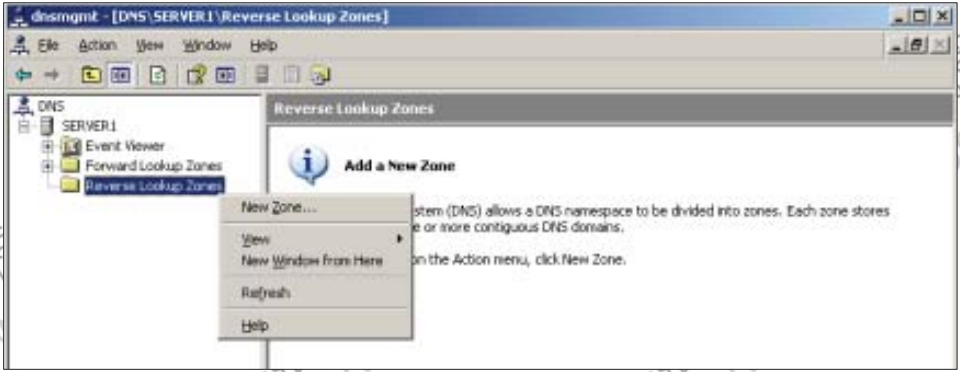 dnsmgmt - [DNS\SERVER1\Reverse Lookup Zones]
File Action View Window Help
DNS
SERVER1
Event Viewer
Forward Lookup Zones
Reverse Lookup Zones
Reverse Lookup Zones
Add a New Zone
stem (DNS) allows a DNS namespace to be divided into zones. Each zone stores
e or more contiguous DNS domains.
on the Action menu, click New Zone.
New Zone...
View
New Window from Here
Refresh
Help